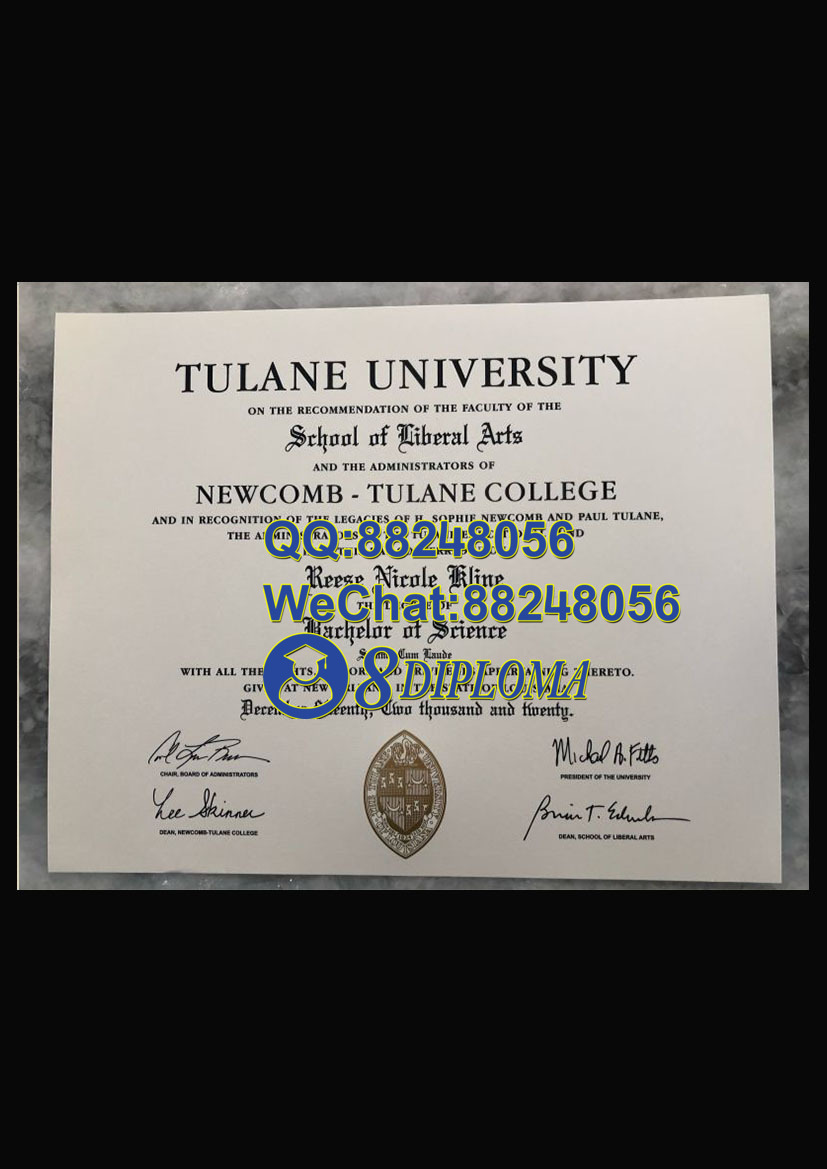 TULANE UNIVERSITY
ON THE RECOMMENDATION OF THE FACULTY OF THE
School of Liberal Arts
AND THE ADMINISTRATORS OF
NEWCOMB - TULANE COLLEGE
AND IN RECOGNITION OF THE LEGACIES OF H. SOPHIE NEWCOMB AND PAUL TULANE,
THE
QQ:88248056
Reese Nicole Kline
WeChat:88248056
Bachelor of Science
Cum Laude
8DIPLOMA
WITH ALL THE
AT NEW
Two thousand and twenty.
CHAIR, BOARD OF ADMINISTRATORS
PRESIDENT OF THE UNIVERSITY
Lee Skinner
DEAN, NEWCOMB-TULANE COLLEGE
DEAN, SCHOOL OF LIBERAL ARTS